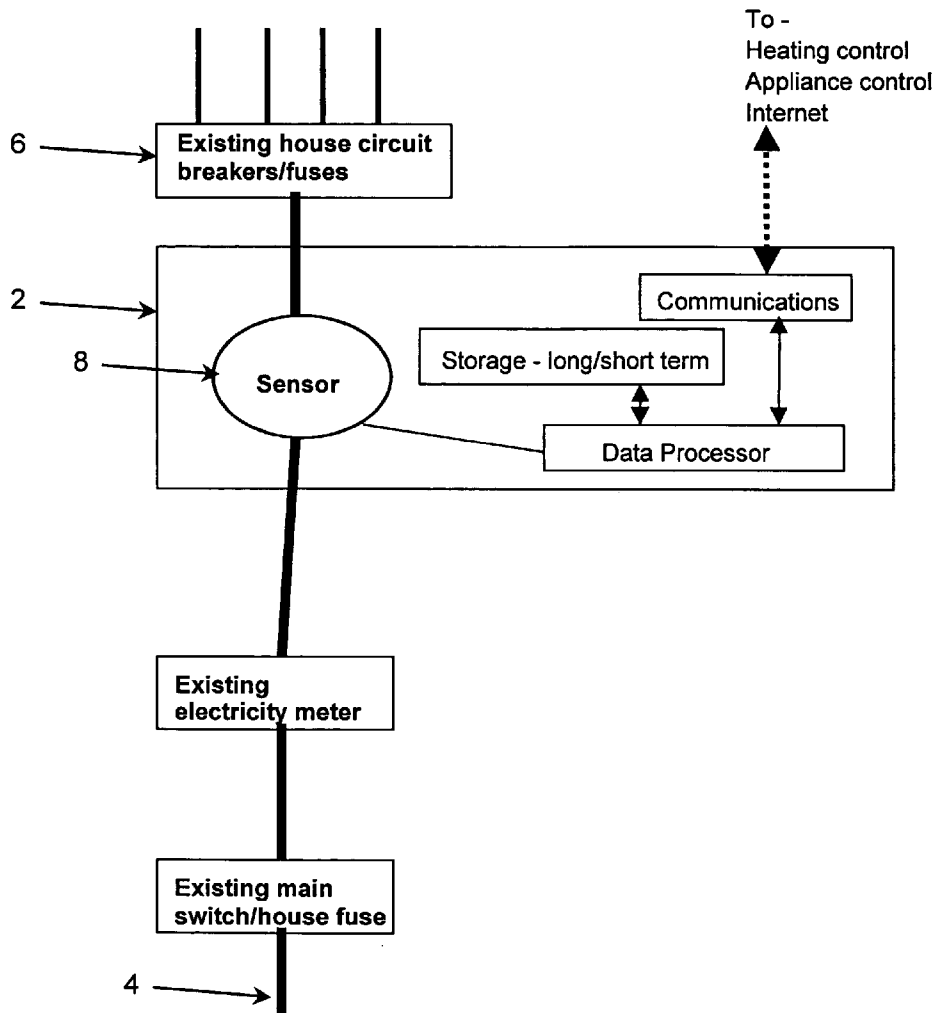 To -
Heating control
Appliance control
Internet
6
Existing house circuit
breakers/fuses
2
Communications
8
Storage - long/short term
Sensor
Data Processor
Existing
electricity meter
Existing main
switch/house fuse
4